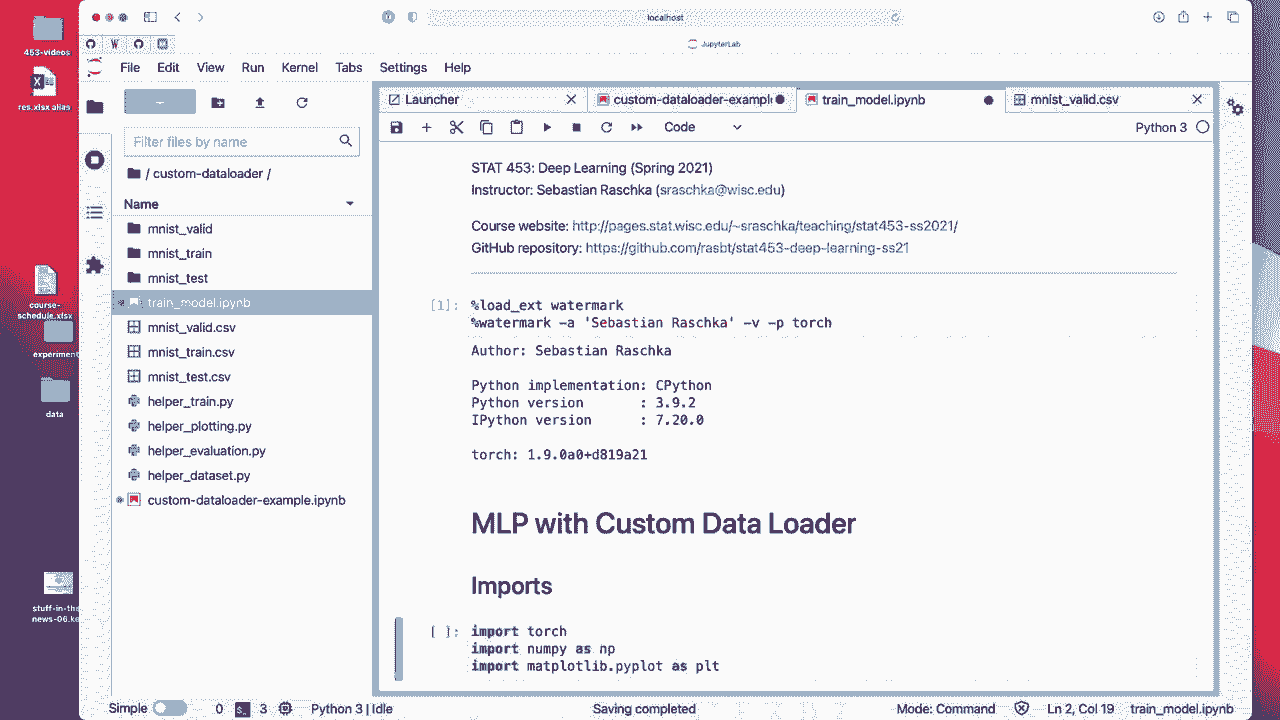 localhost
JupyterLab
453-videos
res.xlsx alias
course-schedule.xlsx
experiment
data
stuff-in-the
File Edit View Run Kernel Tabs Settings Help
Filter files by name
/ custom-dataloader /
Name
mnist_valid
mnist_train
mnist_test
train_model.ipynb
mnist_valid.csv
mnist_train.csv
mnist_test.csv
helper_train.py
helper_plotting.py
helper_evaluation.py
helper_dataset.py
custom-dataloader-example.ipynb
Launcher
custom-dataloader-exampl
train_model.ipynb
mnist_valid.csv
Code
Python 3
STAT 453: Deep Learning (Spring 2021)
Instructor: Sebastian Raschka (sraschka@wisc.edu)
Course website: http://pages.stat.wisc.edu/~sraschka/teaching/stat453-ss2021
GitHub repository: https://github.com/rasbt/stat453-deep-learning-ss21
[1]: %load_ext watermark
%watermark -a 'Sebastian Raschka' -v -p torch
Author: Sebastian Raschka
Python implementation: CPython
Python version : 3.9.2
IPython version : 7.20.0
torch: 1.9.0a0+d819a21
MLP with Custom Data Loader
Imports
[ ]: import torch
import numpy as np
import matplotlib.pyplot as plt
Simple 0 3 Python 3 | Idle Saving completed Mode: Command Ln 2, Col 19 train_model.ipynb